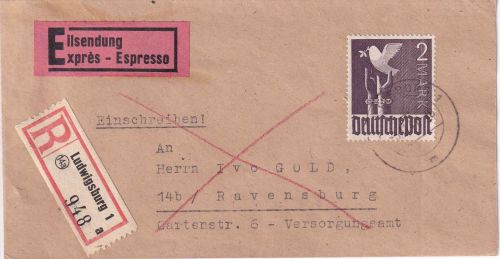 Eilsendung
Exprès - Espresso
2
MARK
Deutsche Post
Einschreiben!
An
Herrn Ivo GOLD,
14b / Ravensburg
Gartenstr. 6 - Versorgungsamt
R
14a
Ludwigsburg 1
a
948